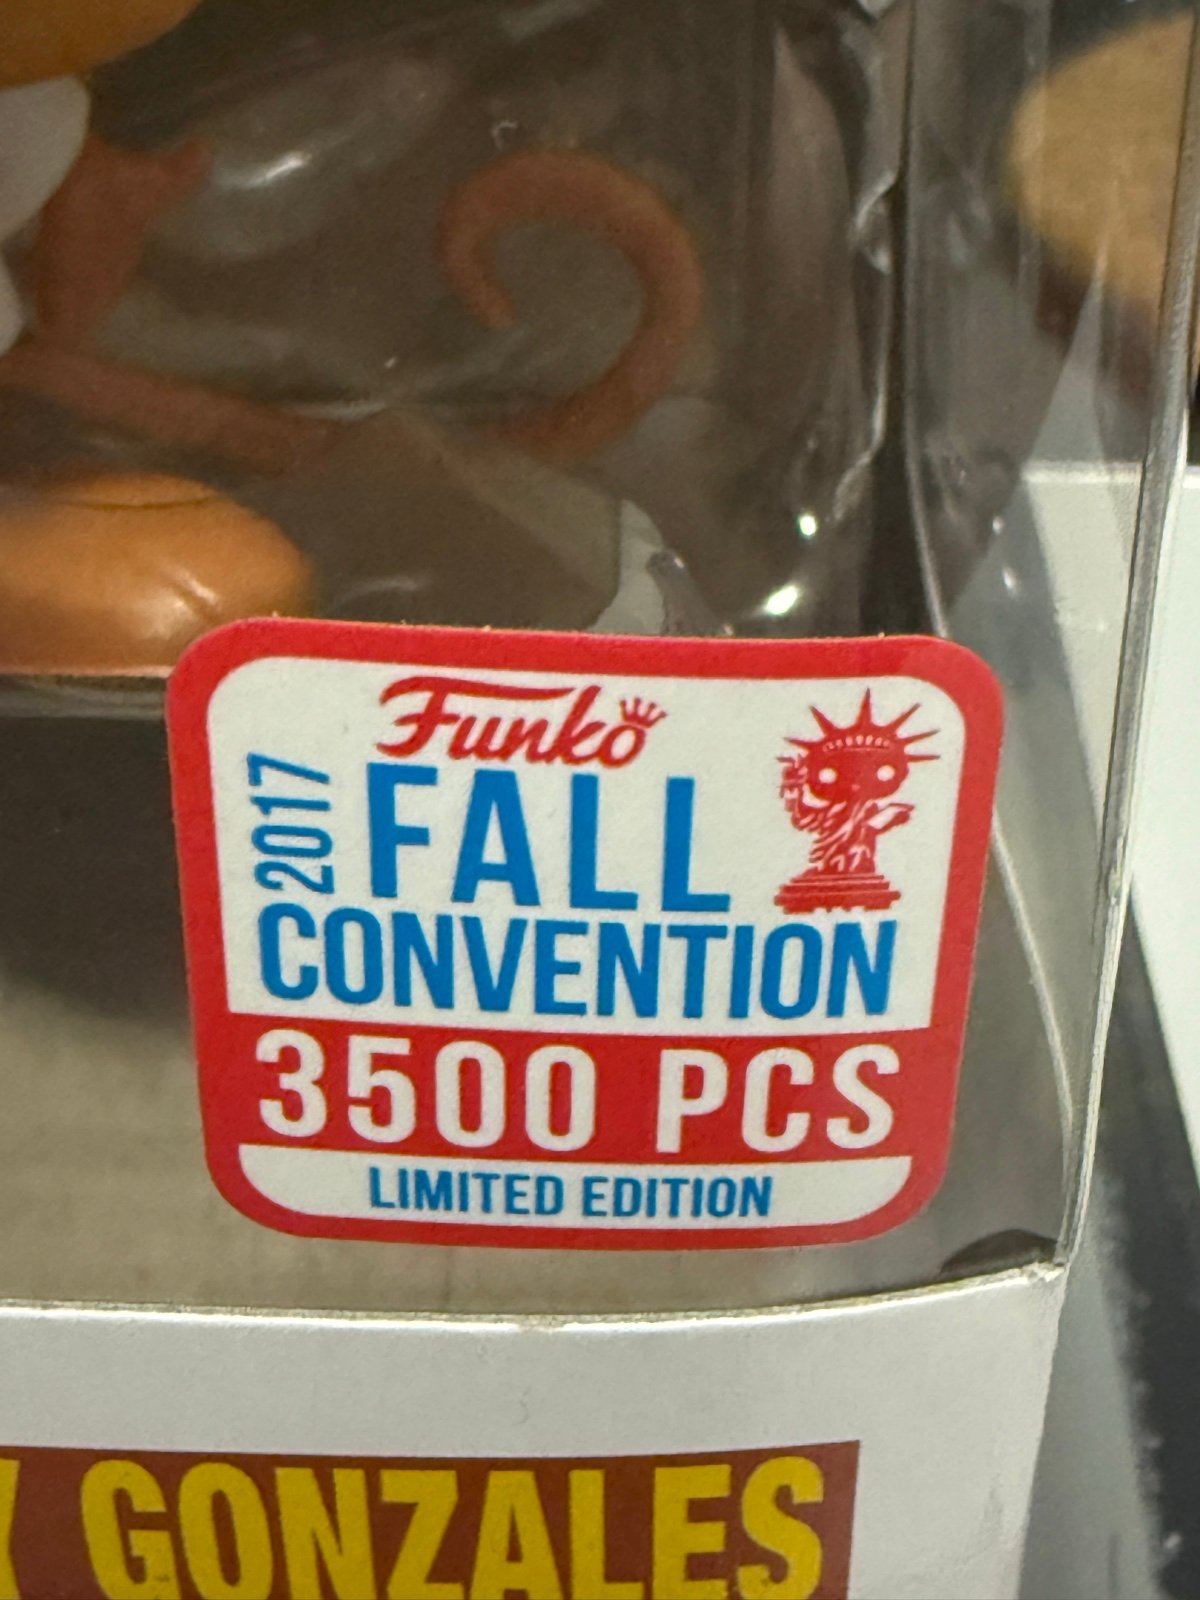 Funko
2017
FALL
CONVENTION
3500 PCS
LIMITED EDITION
GONZALES